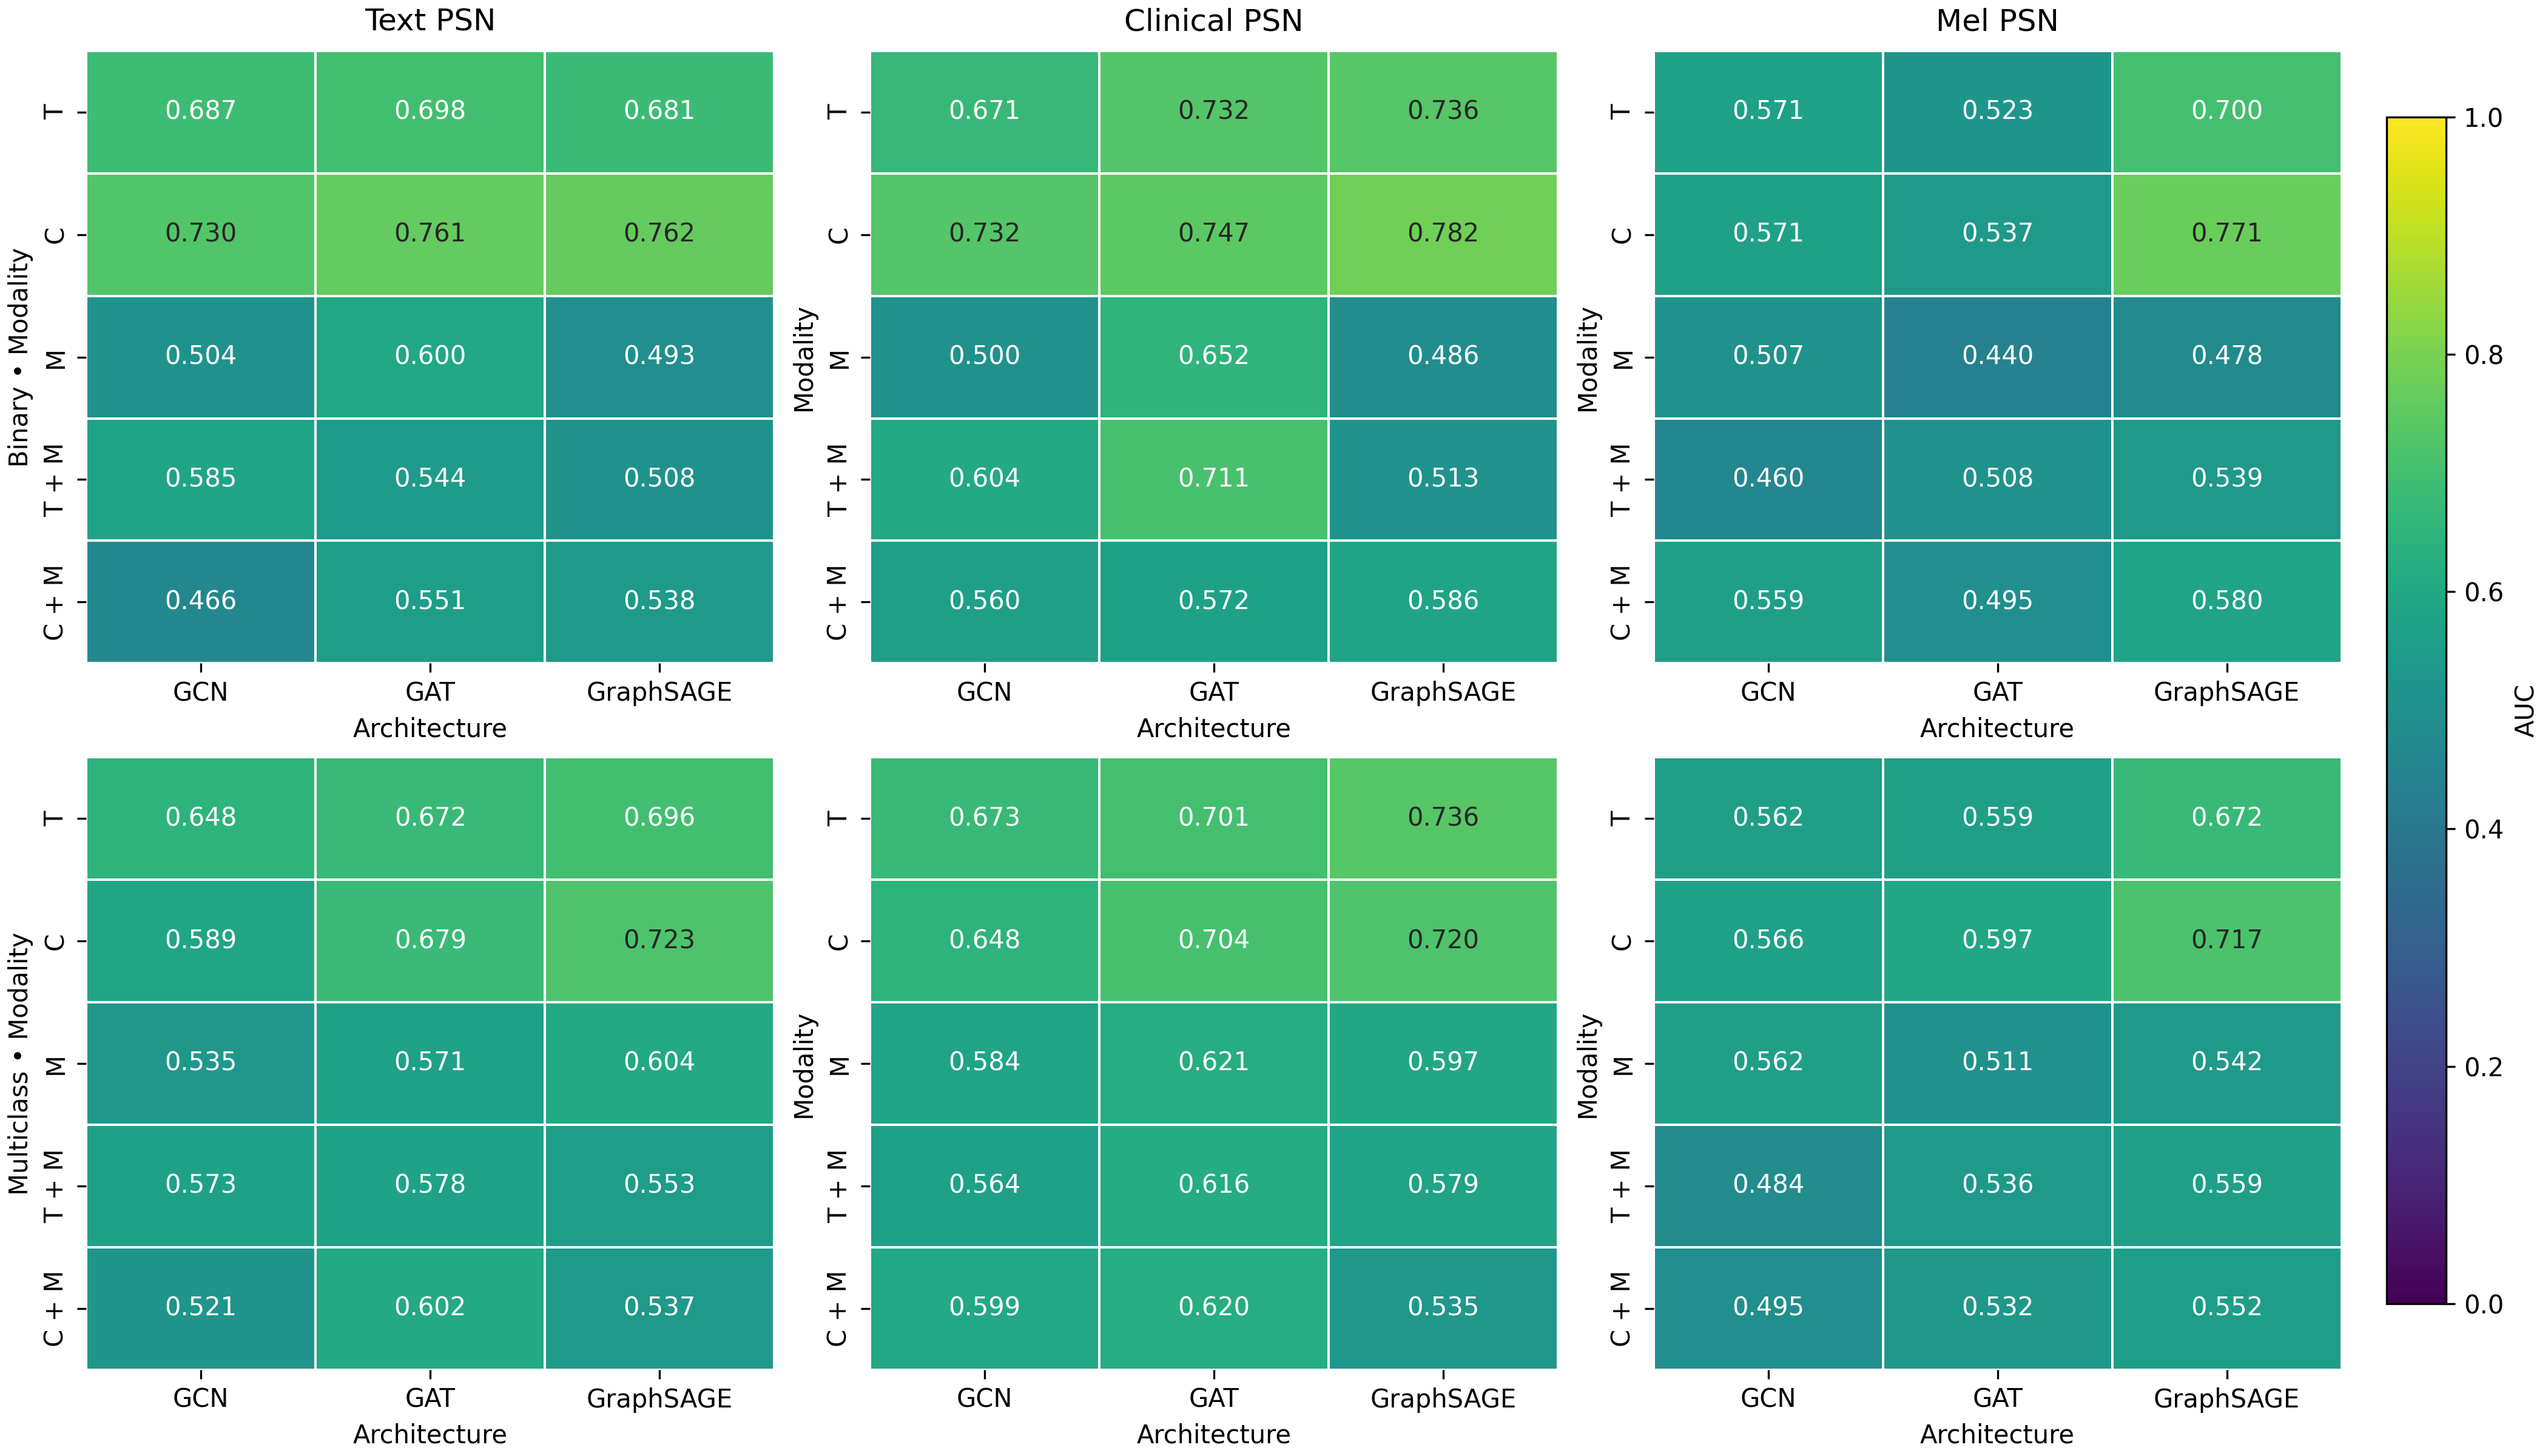 Text PSN Clinical PSN Mel PSN
Binary • Modality
T 0.687 0.698 0.681
C 0.730 0.761 0.762
M 0.504 0.600 0.493
T + M 0.585 0.544 0.508
C + M 0.466 0.551 0.538
GCN GAT GraphSAGE
Architecture
Modality
T 0.671 0.732 0.736
C 0.732 0.747 0.782
M 0.500 0.652 0.486
T + M 0.604 0.711 0.513
C + M 0.560 0.572 0.586
GCN GAT GraphSAGE
Architecture
Modality
T 0.571 0.523 0.700
C 0.571 0.537 0.771
M 0.507 0.440 0.478
T + M 0.460 0.508 0.539
C + M 0.559 0.495 0.580
GCN GAT GraphSAGE
Architecture
Multiclass • Modality
T 0.648 0.672 0.696
C 0.589 0.679 0.723
M 0.535 0.571 0.604
T + M 0.573 0.578 0.553
C + M 0.521 0.602 0.537
GCN GAT GraphSAGE
Architecture
Modality
T 0.673 0.701 0.736
C 0.648 0.704 0.720
M 0.584 0.621 0.597
T + M 0.564 0.616 0.579
C + M 0.599 0.620 0.535
GCN GAT GraphSAGE
Architecture
Modality
T 0.562 0.559 0.672
C 0.566 0.597 0.717
M 0.562 0.511 0.542
T + M 0.484 0.536 0.559
C + M 0.495 0.532 0.552
GCN GAT GraphSAGE
Architecture
1.0
0.8
0.6
0.4
0.2
0.0
AUC